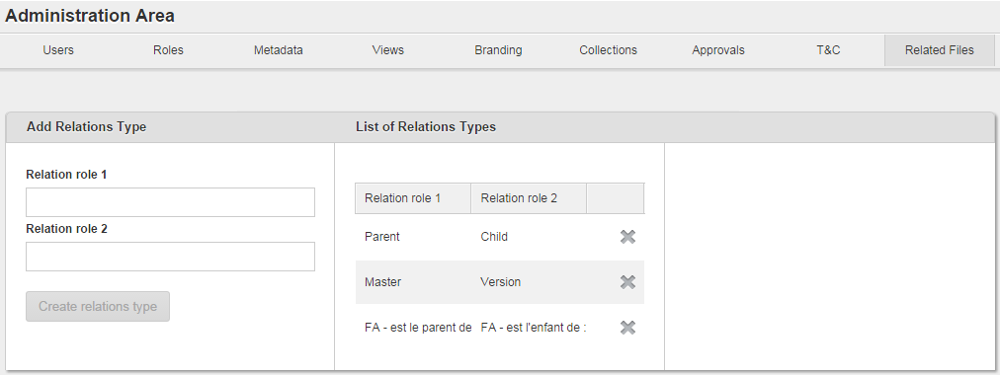 Administration Area
Users Roles Metadata Views Branding Collections Approvals T&C Related Files
Add Relations Type List of Relations Types
Relation role 1
Relation role 2
Create relations type
Relation role 1 Relation role 2
Parent Child
Master Version
FA - est le parent de FA - est l'enfant de :